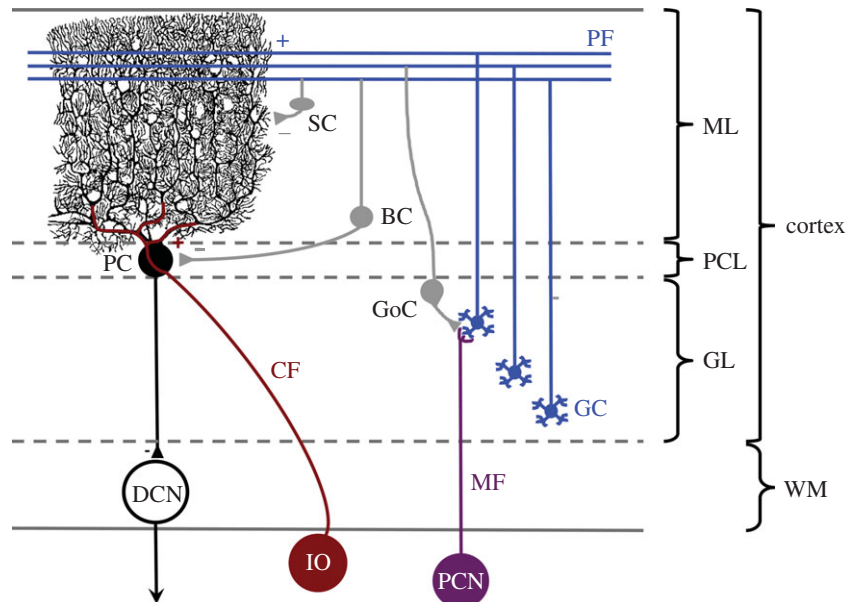 +
PF
SC
–
ML
BC
+
–
cortex
PC
PCL
GoC
GL
CF
GC
-
DCN
MF
WM
IO
PCN